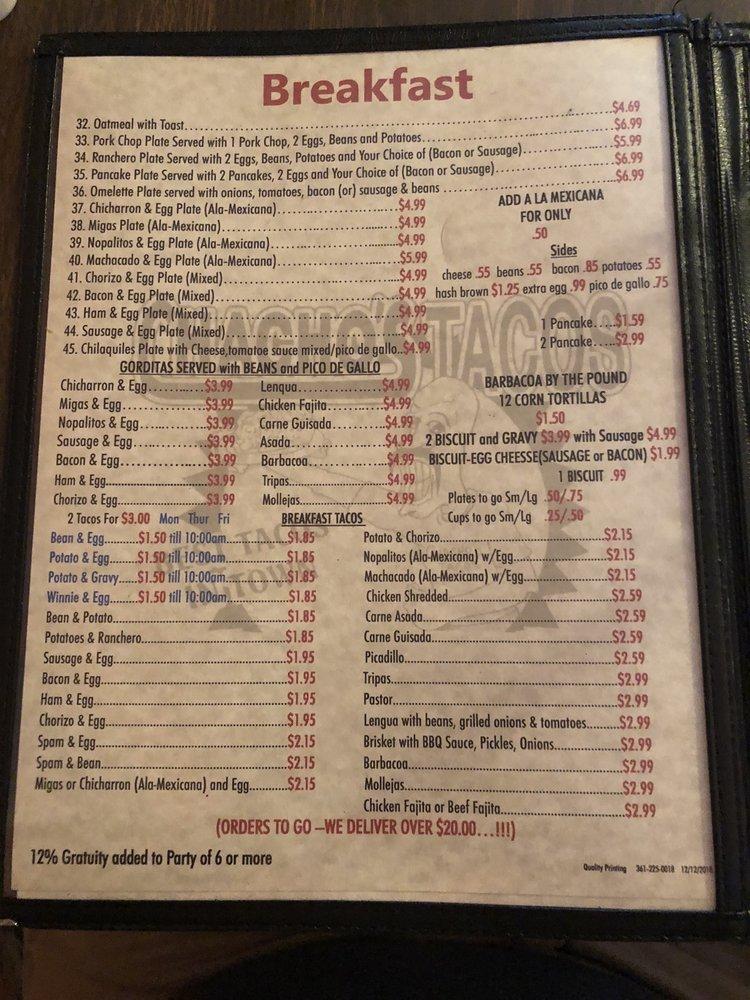 Breakfast
32. Oatmeal with Toast.....$4.69
33. Pork Chop Plate Served with 1 Pork Chop, 2 Eggs, Beans and Potatoes.....$6.99
34. Ranchero Plate Served with 2 Eggs, Beans, Potatoes and Your Choice of (Bacon or Sausage).....$5.99
35. Pancake Plate Served with 2 Pancakes, 2 Eggs and Your Choice of (Bacon or Sausage).....$6.99
36. Omelette Plate served with onions, tomatoes, bacon (or) sausage & beans.....$6.99
37. Chicharron & Egg Plate (Ala-Mexicana).....$4.99
38. Migas Plate (Ala-Mexicana).....$4.99
39. Nopalitos & Egg Plate (Ala-Mexicana).....$4.99
40. Machacado & Egg Plate (Ala-Mexicana).....$5.99
41. Chorizo & Egg Plate (Mixed).....$4.99
42. Bacon & Egg Plate (Mixed).....$4.99
43. Ham & Egg Plate (Mixed).....$4.99
44. Sausage & Egg Plate (Mixed).....$4.99
45. Chilaquiles Plate with Cheese,tomatoe sauce mixed/pico de gallo..$4.99
ADD A LA MEXICANA
FOR ONLY
.50
Sides
cheese .55 beans .55 bacon .85 potatoes .55
hash brown $1.25 extra egg .99 pico de gallo .75
1 Pancake.....$1.59
2 Pancake.....$2.99
GORDITAS SERVED with BEANS and PICO DE GALLO
Chicharron & Egg.....$3.99
Migas & Egg.....$3.99
Nopalitos & Egg.....$3.99
Sausage & Egg.....$3.99
Bacon & Egg.....$3.99
Ham & Egg.....$3.99
Chorizo & Egg.....$3.99
Lenqua.....$4.99
Chicken Fajita.....$4.99
Carne Guisada.....$4.99
Asada.....$4.99
Barbacoa.....$4.99
Tripas.....$4.99
Mollejas.....$4.99
BARBACOA BY THE POUND
12 CORN TORTILLAS
$1.50
2 BISCUIT and GRAVY $3.99 with Sausage $4.99
BISCUIT-EGG CHEESSE(SAUSAGE or BACON) $1.99
1 BISCUIT .99
Plates to go Sm/Lg .50/.75
Cups to go Sm/Lg .25/.50
2 Tacos For $3.00 Mon Thur Fri
BREAKFAST TACOS
Bean & Egg.....$1.50 till 10:00am.....$1.85
Potato & Egg.....$1.50 till 10:00am.....$1.85
Potato & Gravy.....$1.50 till 10:00am.....$1.85
Winnie & Egg.....$1.50 till 10:00am.....$1.85
Bean & Potato.....$1.85
Potatoes & Ranchero.....$1.85
Sausage & Egg.....$1.95
Bacon & Egg.....$1.95
Ham & Egg.....$1.95
Chorizo & Egg.....$1.95
Spam & Egg.....$2.15
Spam & Bean.....$2.15
Migas or Chicharron (Ala-Mexicana) and Egg.....$2.15
Potato & Chorizo.....$2.15
Nopalitos (Ala-Mexicana) w/Egg.....$2.15
Machacado (Ala-Mexicana) w/Egg.....$2.15
Chicken Shredded.....$2.59
Carne Asada.....$2.59
Carne Guisada.....$2.59
Picadillo.....$2.59
Tripas.....$2.99
Pastor.....$2.99
Lengua with beans, grilled onions & tomatoes.....$2.99
Brisket with BBQ Sauce, Pickles, Onions.....$2.99
Barbacoa.....$2.99
Mollejas.....$2.99
Chicken Fajita or Beef Fajita.....$2.99
(ORDERS TO GO –WE DELIVER OVER $20.00...!!!)
12% Gratuity added to Party of 6 or more
Quality Printing 361-225-0018 12/12/2018
TACOS